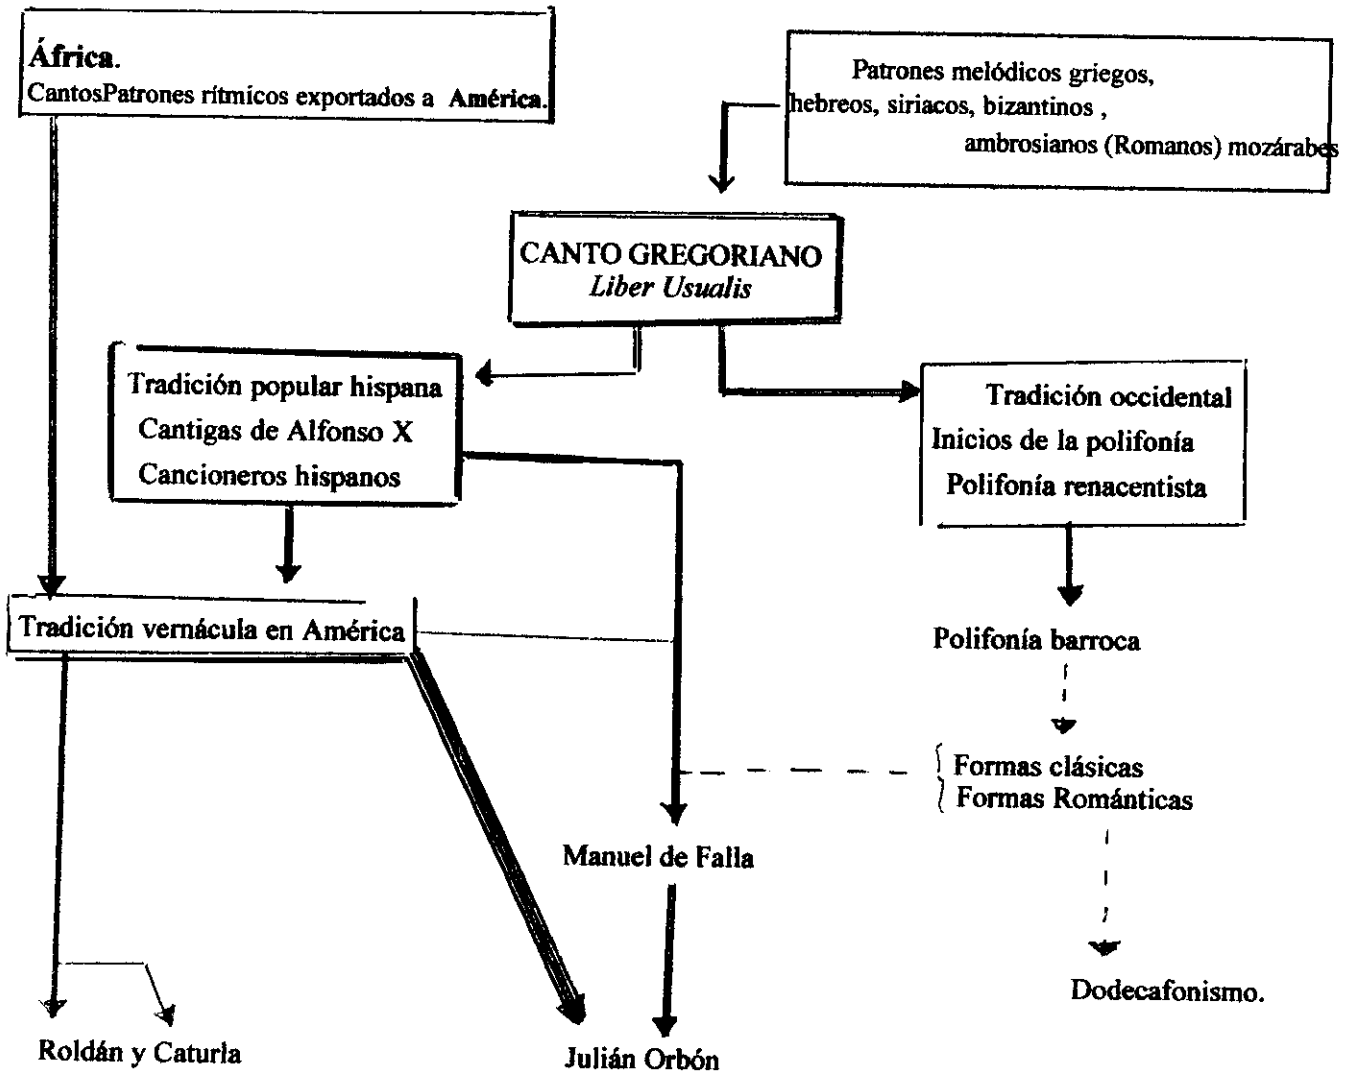 África.
CantosPatrones rítmicos exportados a América.
Patrones melódicos griegos,
hebreos, siriacos, bizantinos ,
ambrosianos (Romanos) mozárabes
CANTO GREGORIANO
Liber Usualis
Tradición popular hispana
Cantigas de Alfonso X
Cancioneros hispanos
Tradición occidental
Inicios de la polifonía
Polifonía renacentista
Tradición vernácula en América
Polifonía barroca
Formas clásicas
Formas Románticas
Manuel de Falla
Dodecafonismo.
Roldán y Caturla
Julián Orbón